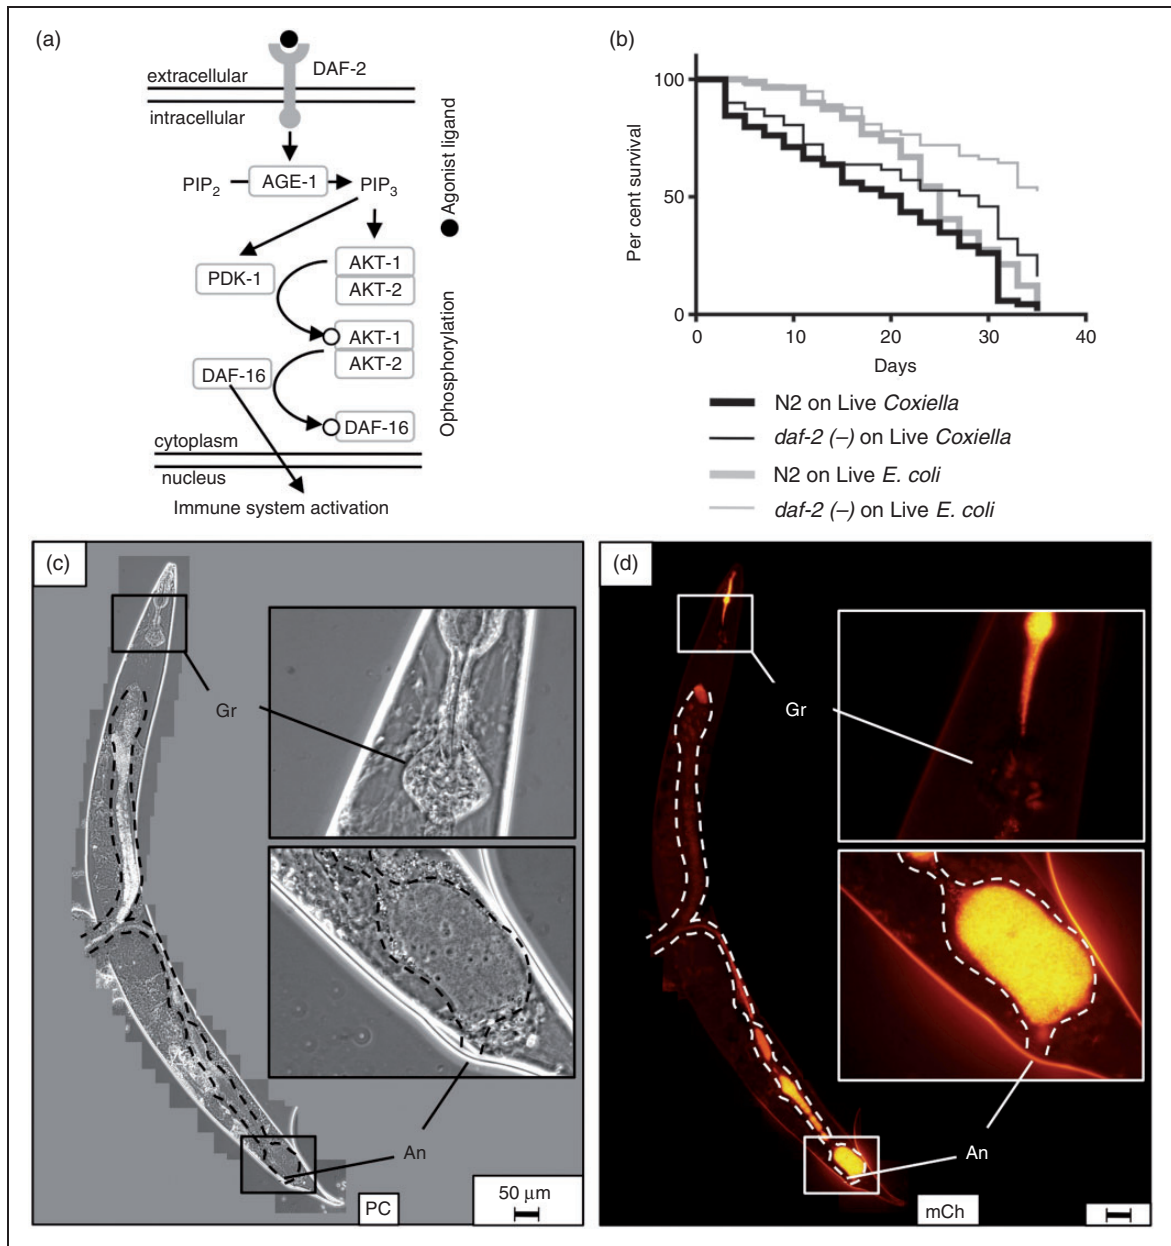 (a)
DAF-2
extracellular
intracellular
PIP2
AGE-1
PIP3
PDK-1
AKT-1
AKT-2
AKT-1
AKT-2
DAF-16
DAF-16
cytoplasm
nucleus
Immune system activation
Agonist ligand
Ophosphorylation
(b)
Per cent survival
100
50
0
0 10 20 30 40
Days
N2 on Live Coxiella
daf-2 (–) on Live Coxiella
N2 on Live E. coli
daf-2 (–) on Live E. coli
(c)
Gr
An
PC
50 μm
(d)
Gr
An
mCh